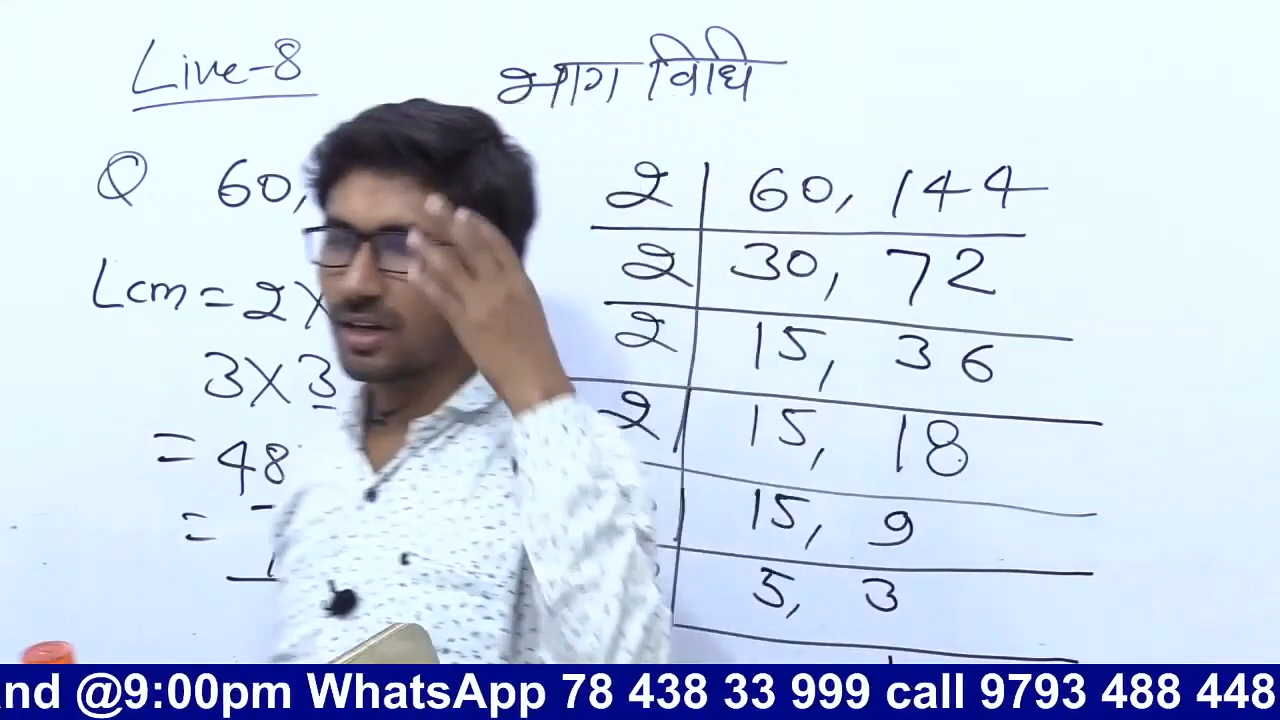 Live-8
भाग विधि
Q 60,
Lcm = 2X
3X3
= 48
=
2 | 60, 144
2 | 30, 72
2 | 15, 36
2 | 15, 18
15, 9
5, 3
nd @9:00pm WhatsApp 78 438 33 999 call 9793 488 448